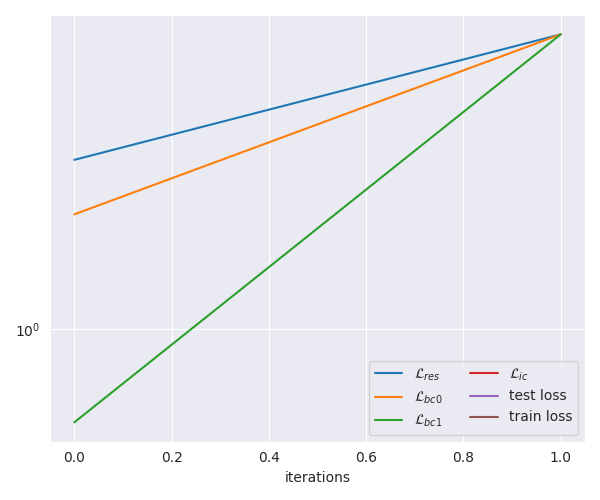 10^0
0.0 0.2 0.4 0.6 0.8 1.0
iterations
ℒ_res
ℒ_bc0
ℒ_bc1
ℒ_ic
test loss
train loss